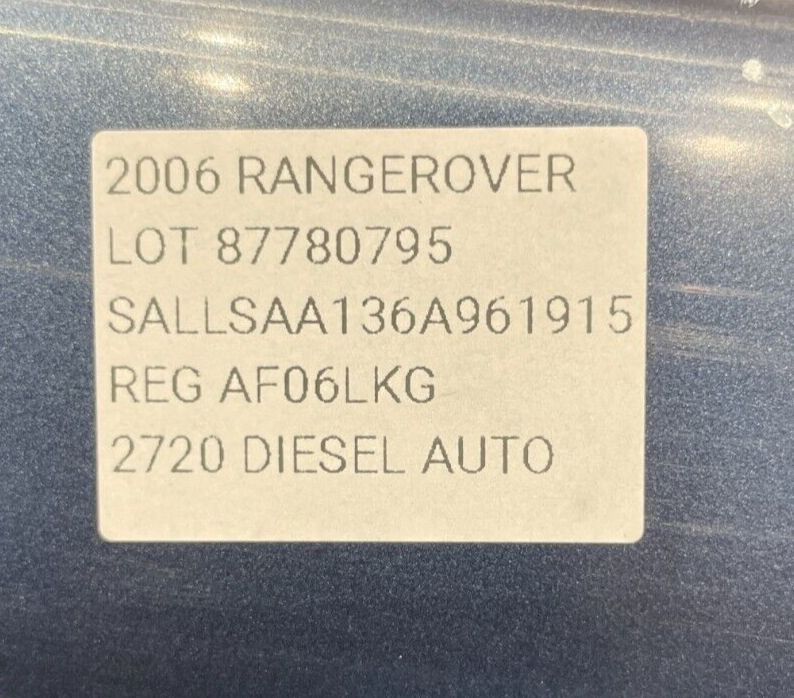 2006 RANGEROVER
LOT 87780795
SALLSAA136A961915
REG AF06LKG
2720 DIESEL AUTO